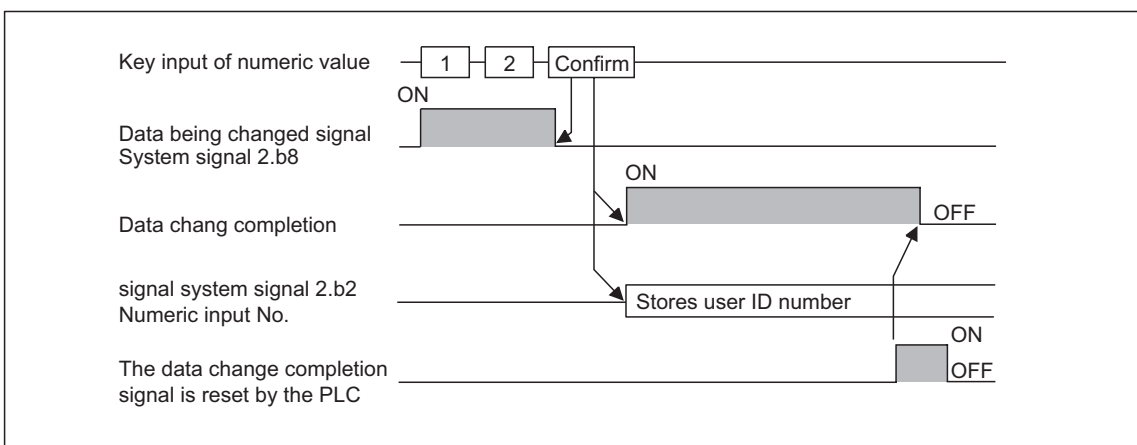 Key input of numeric value
1
2
Confirm
ON
Data being changed signal
System signal 2.b8
ON
Data chang completion
OFF
signal system signal 2.b2
Numeric input No.
Stores user ID number
ON
The data change completion
OFF
signal is reset by the PLC